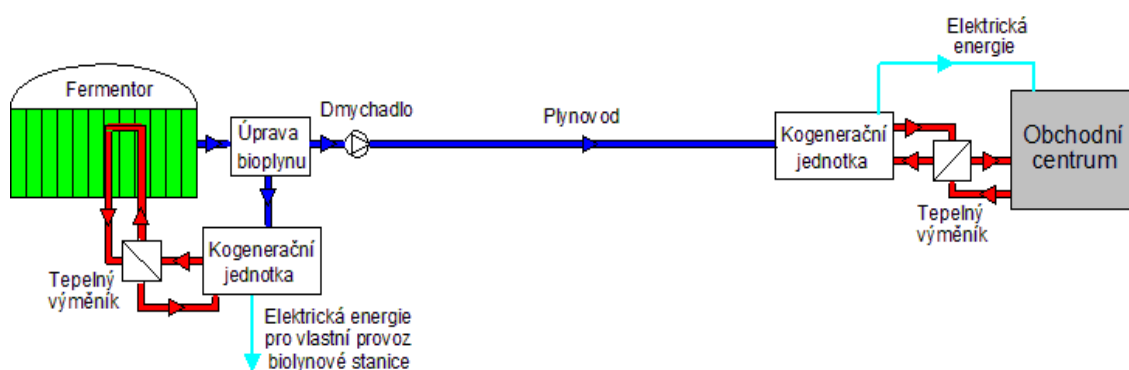 Elektrická
energie
Fermentor
Dmychadlo
Plynovod
Úprava
bioplynu
Kogenerační
jednotka
Obchodní
centrum
Tepelný
výměník
Kogenerační
jednotka
Tepelný
výměník
Elektrická energie
pro vlastní provoz
biolynové stanice